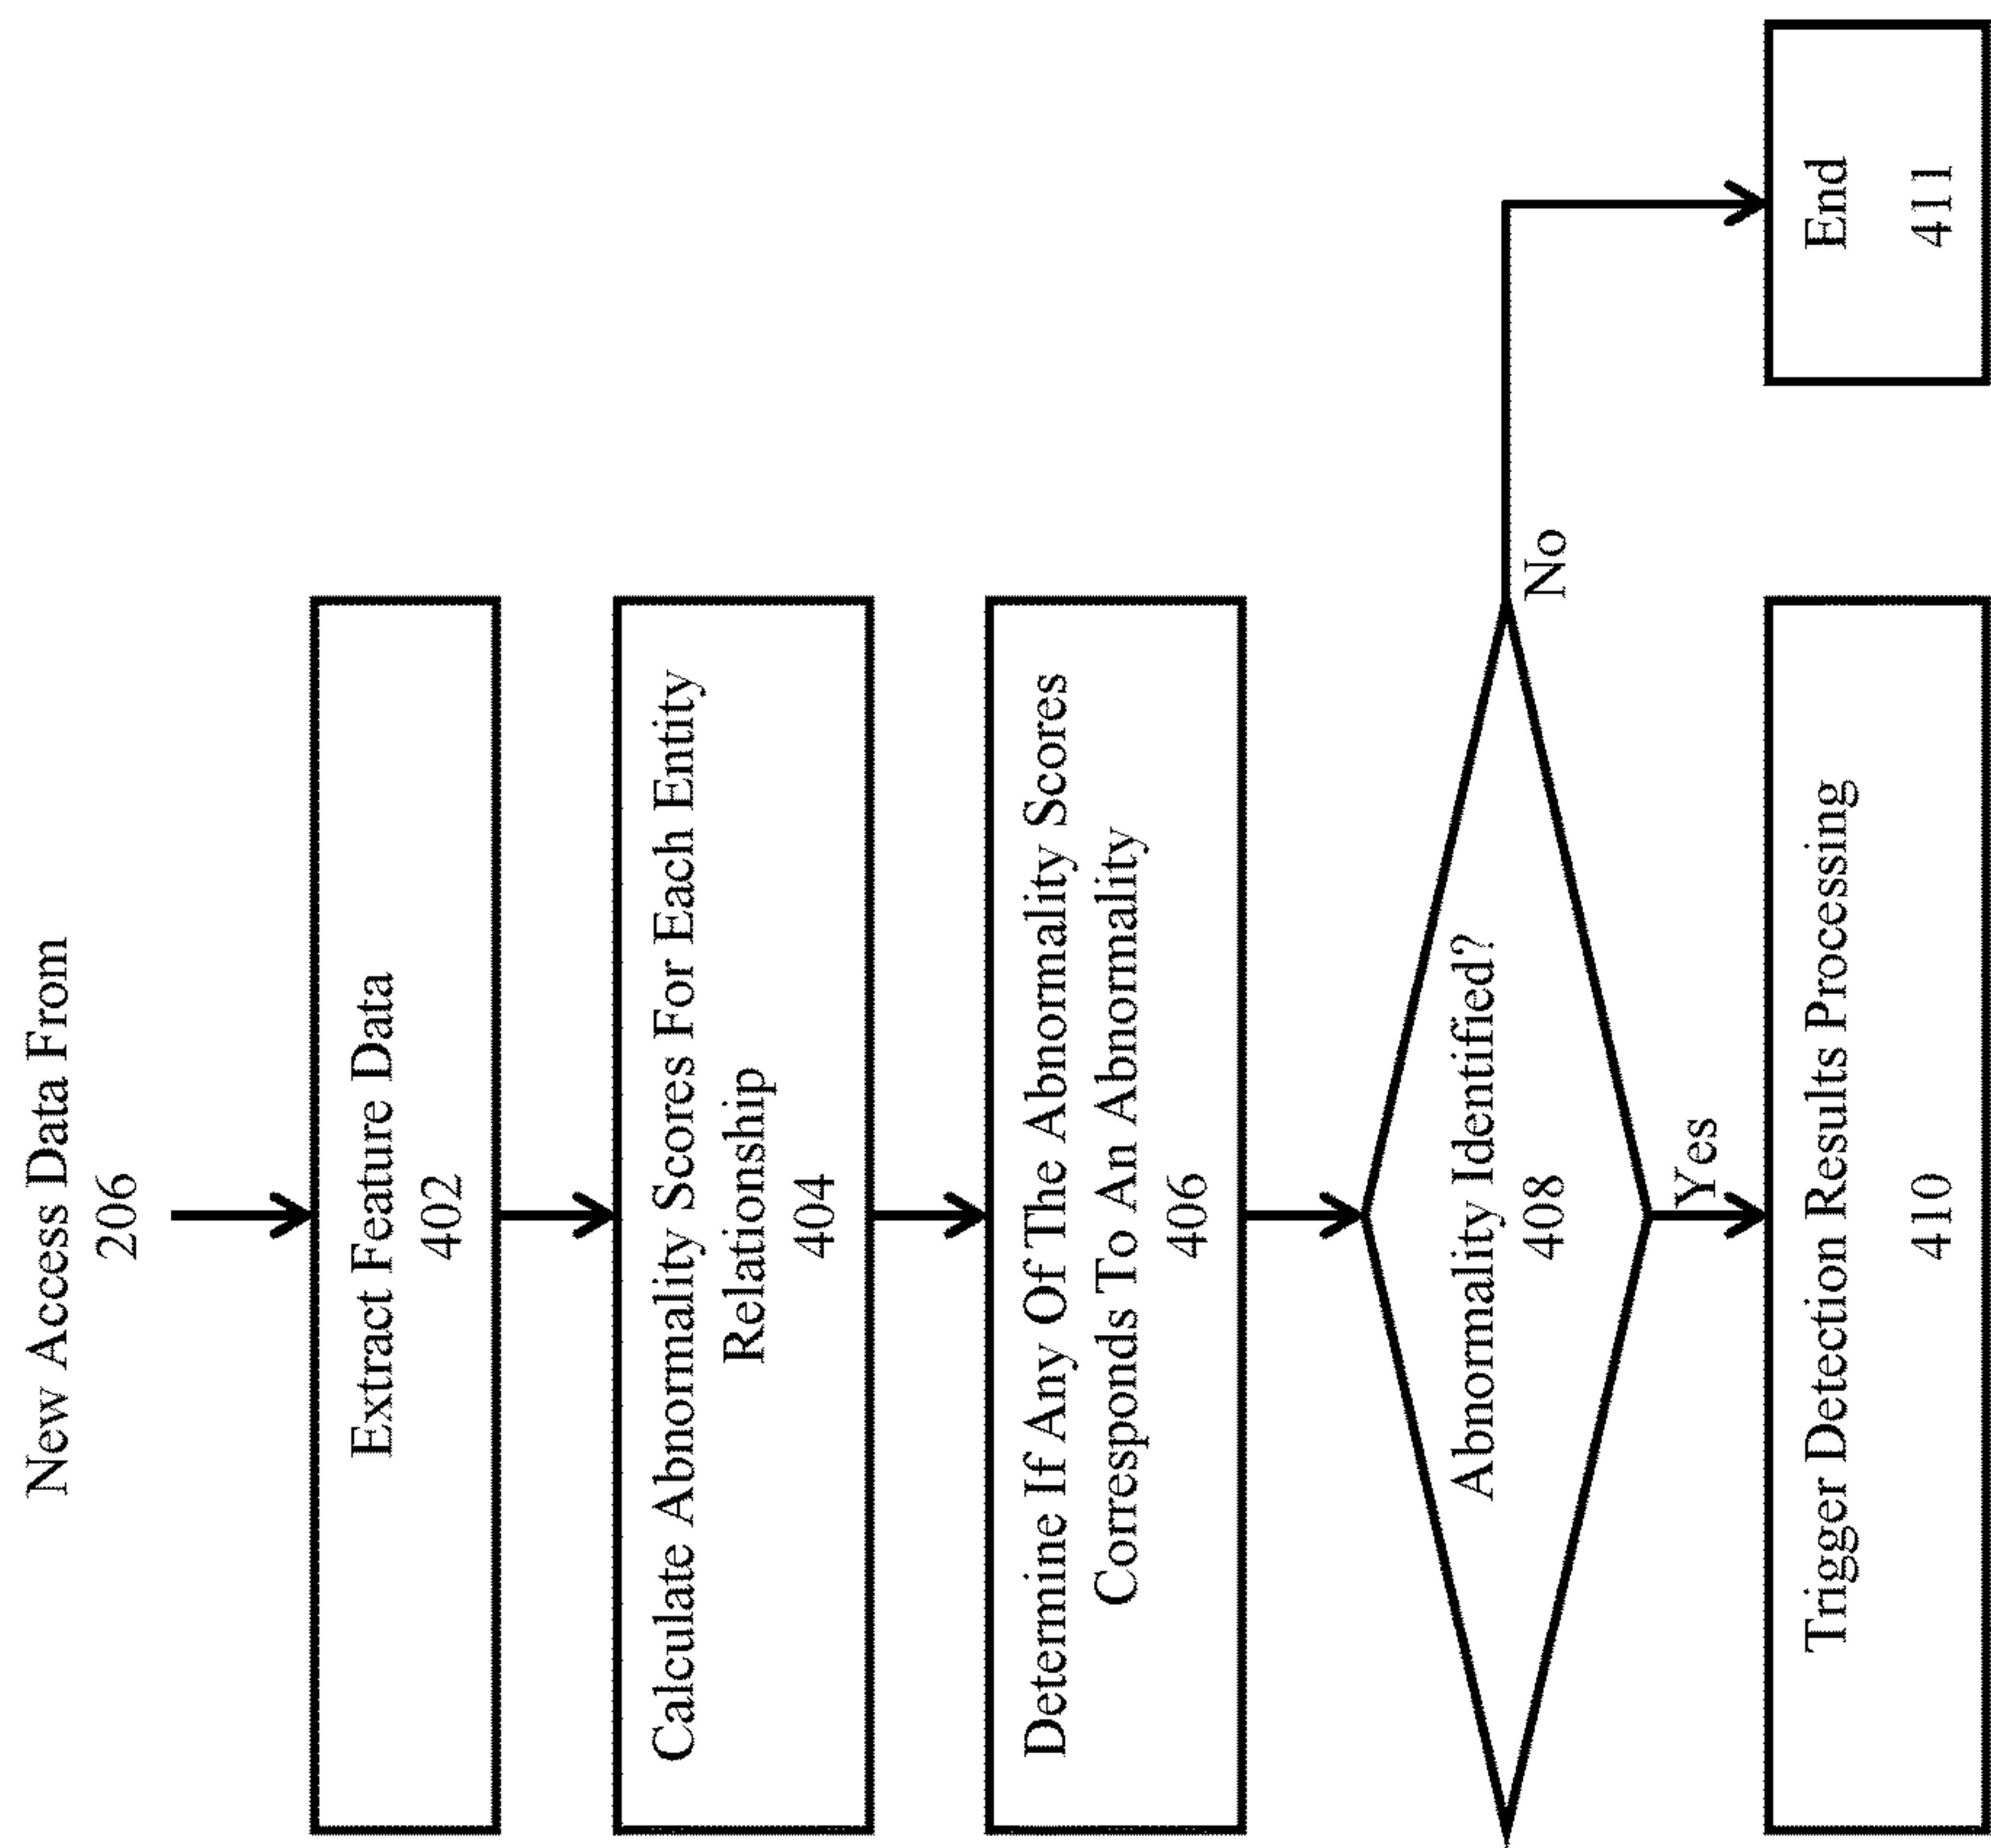 New Access Data From
206
Extract Feature Data
402
Calculate Abnormality Scores For Each Entity
Relationship
404
Determine If Any Of The Abnormality Scores
Corresponds To An Abnormality
406
Abnormality Identified?
408
No
Yes
Trigger Detection Results Processing
410
End
411